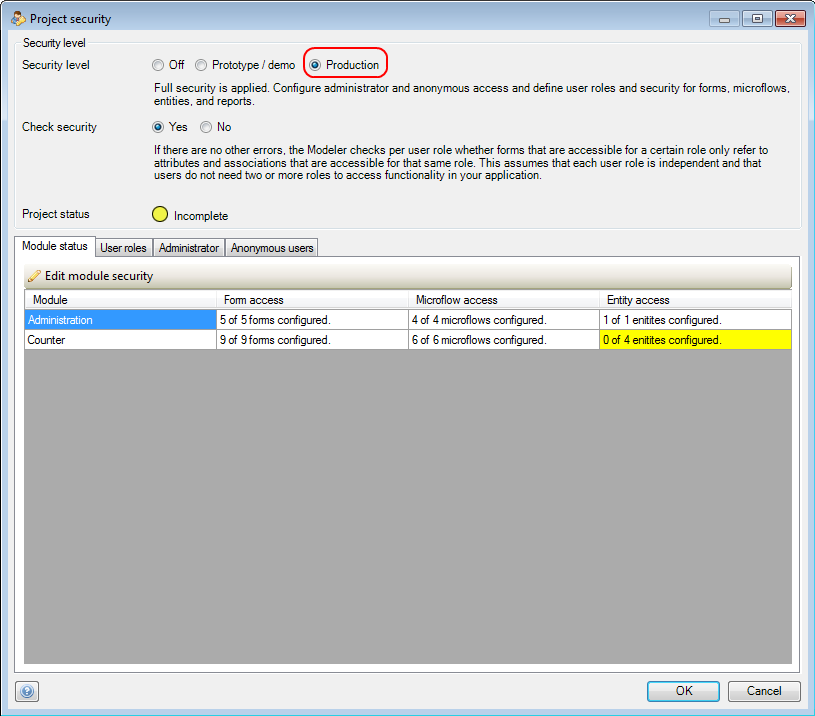 Project security
Security level
Security level Off Prototype / demo Production
Full security is applied. Configure administrator and anonymous access and define user roles and security for forms, microflows,
entities, and reports.
Check security Yes No
If there are no other errors, the Modeler checks per user role whether forms that are accessible for a certain role only refer to
attributes and associations that are accessible for that same role. This assumes that each user role is independent and that
users do not need two or more roles to access functionality in your application.
Project status Incomplete
Module status User roles Administrator Anonymous users
Edit module security
Module Form access Microflow access Entity access
Administration 5 of 5 forms configured. 4 of 4 microflows configured. 1 of 1 enitites configured.
Counter 9 of 9 forms configured. 6 of 6 microflows configured. 0 of 4 enitites configured.
? OK Cancel